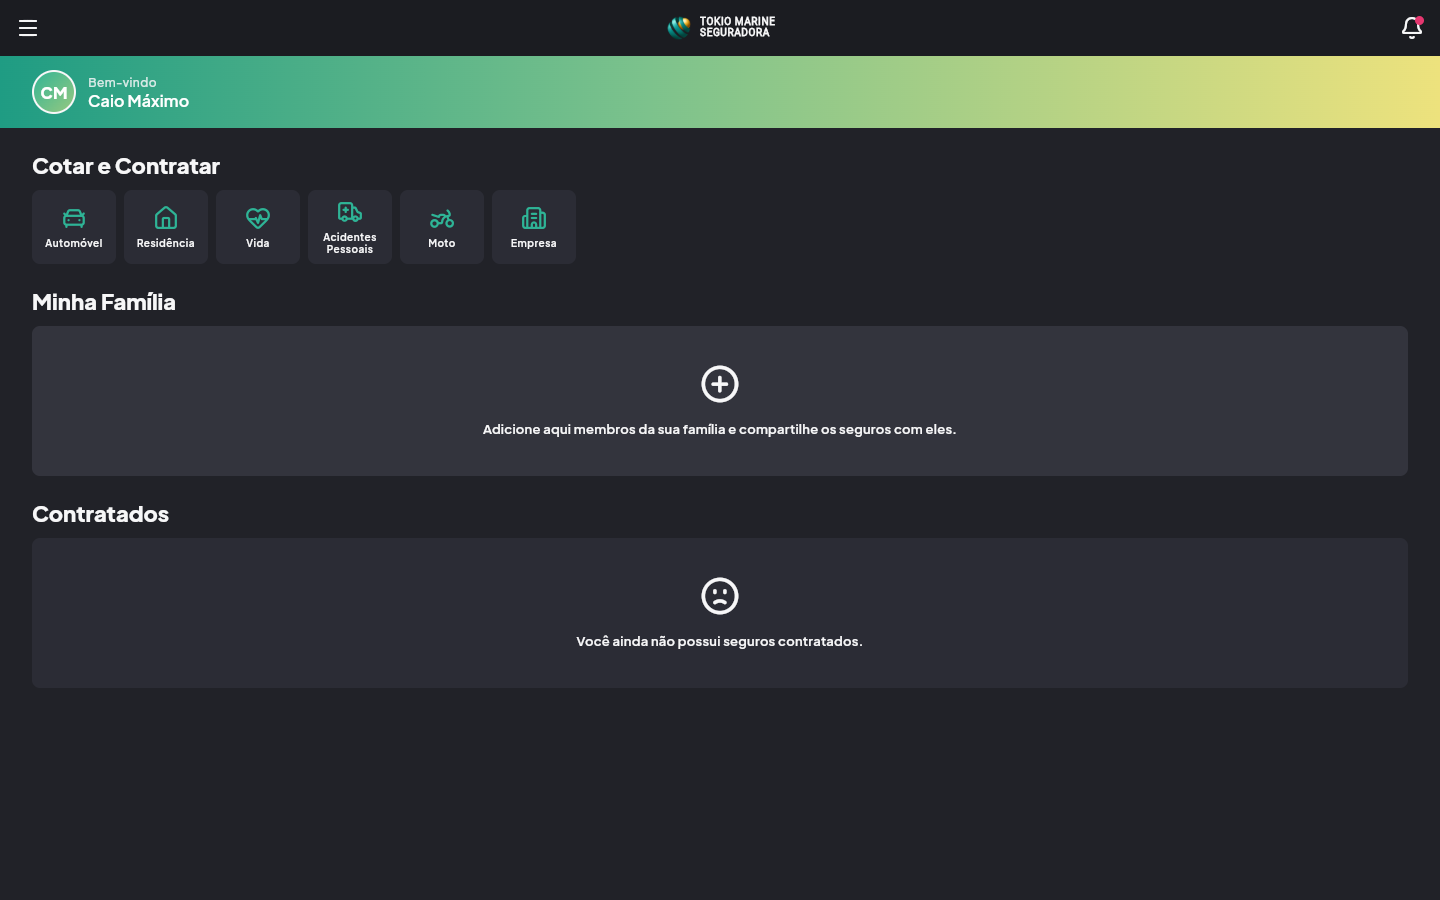 TOKIO MARINE
SEGURADORA
CM
Bem-vindo
Caio Máximo
Cotar e Contratar
Automóvel
Residência
Vida
Acidentes
Pessoais
Moto
Empresa
Minha Família
Adicione aqui membros da sua família e compartilhe os seguros com eles.
Contratados
Você ainda não possui seguros contratados.